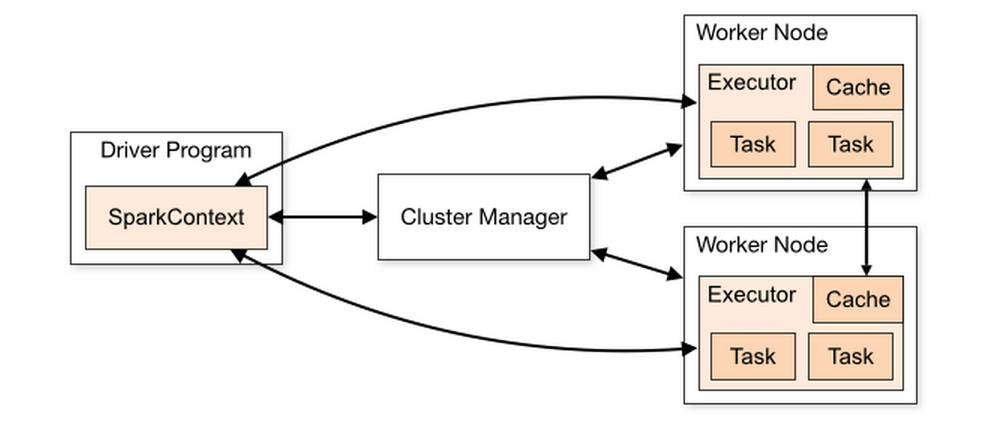 Driver Program
SparkContext
Cluster Manager
Worker Node
Executor
Cache
Task
Task
Worker Node
Executor
Cache
Task
Task